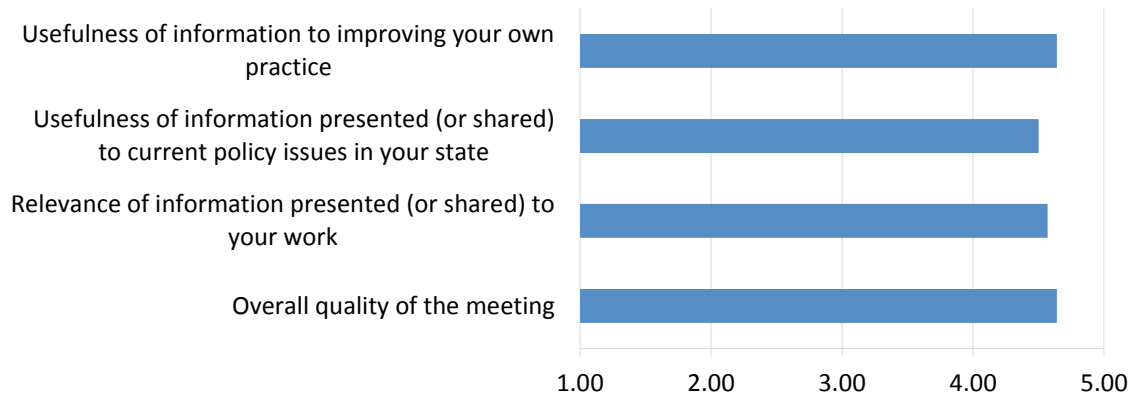 Usefulness of information to improving your own
practice
Usefulness of information presented (or shared)
to current policy issues in your state
Relevance of information presented (or shared) to
your work
Overall quality of the meeting
1.00 2.00 3.00 4.00 5.00